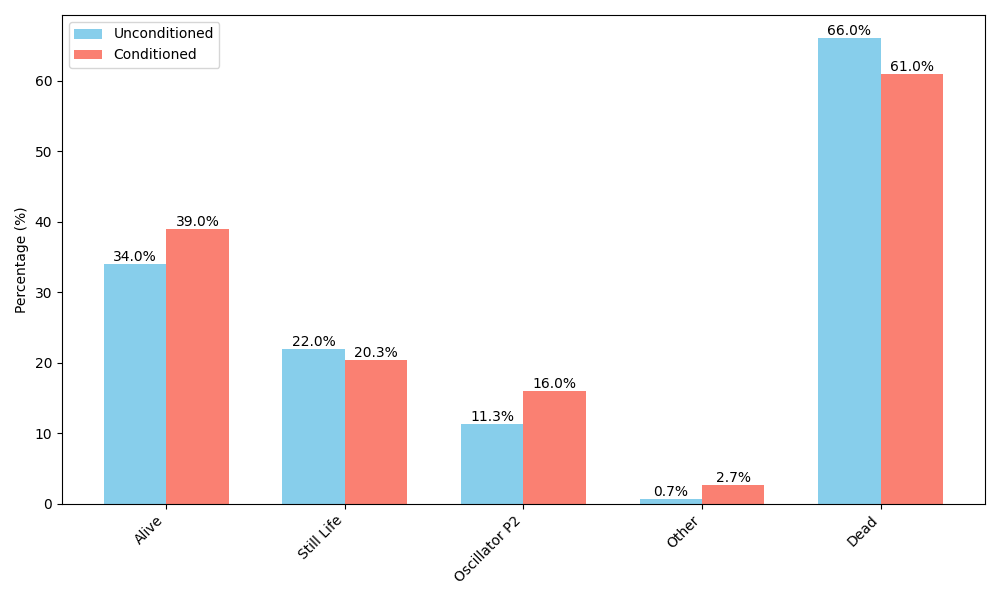 Unconditioned
Conditioned
Percentage (%)
60
50
40
30
20
10
0
34.0%
39.0%
22.0%
20.3%
11.3%
16.0%
0.7%
2.7%
66.0%
61.0%
Alive
Still Life
Oscillator P2
Other
Dead